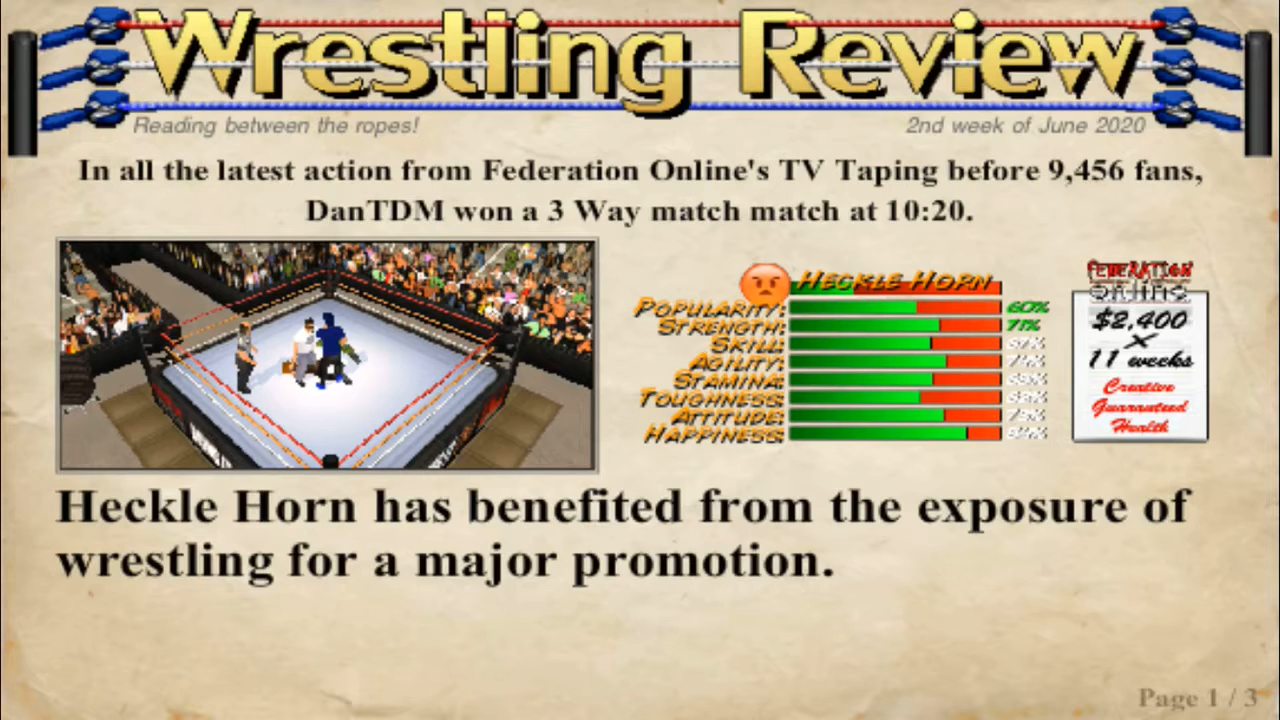 Wrestling Review
Reading between the ropes!
2nd week of June 2020
In all the latest action from Federation Online's TV Taping before 9,456 fans,
DanTDM won a 3 Way match match at 10:20.
HECKLE HORN
POPULARITY: 60%
STRENGTH: 71%
SKILL:
AGILITY:
STAMINA:
TOUGHNESS:
ATTITUDE:
HAPPINESS:
FEDERATION
ONLINE
$2,400
X
11 weeks
Creative
Guaranteed
Health
Heckle Horn has benefited from the exposure of
wrestling for a major promotion.
Page 1 / 3